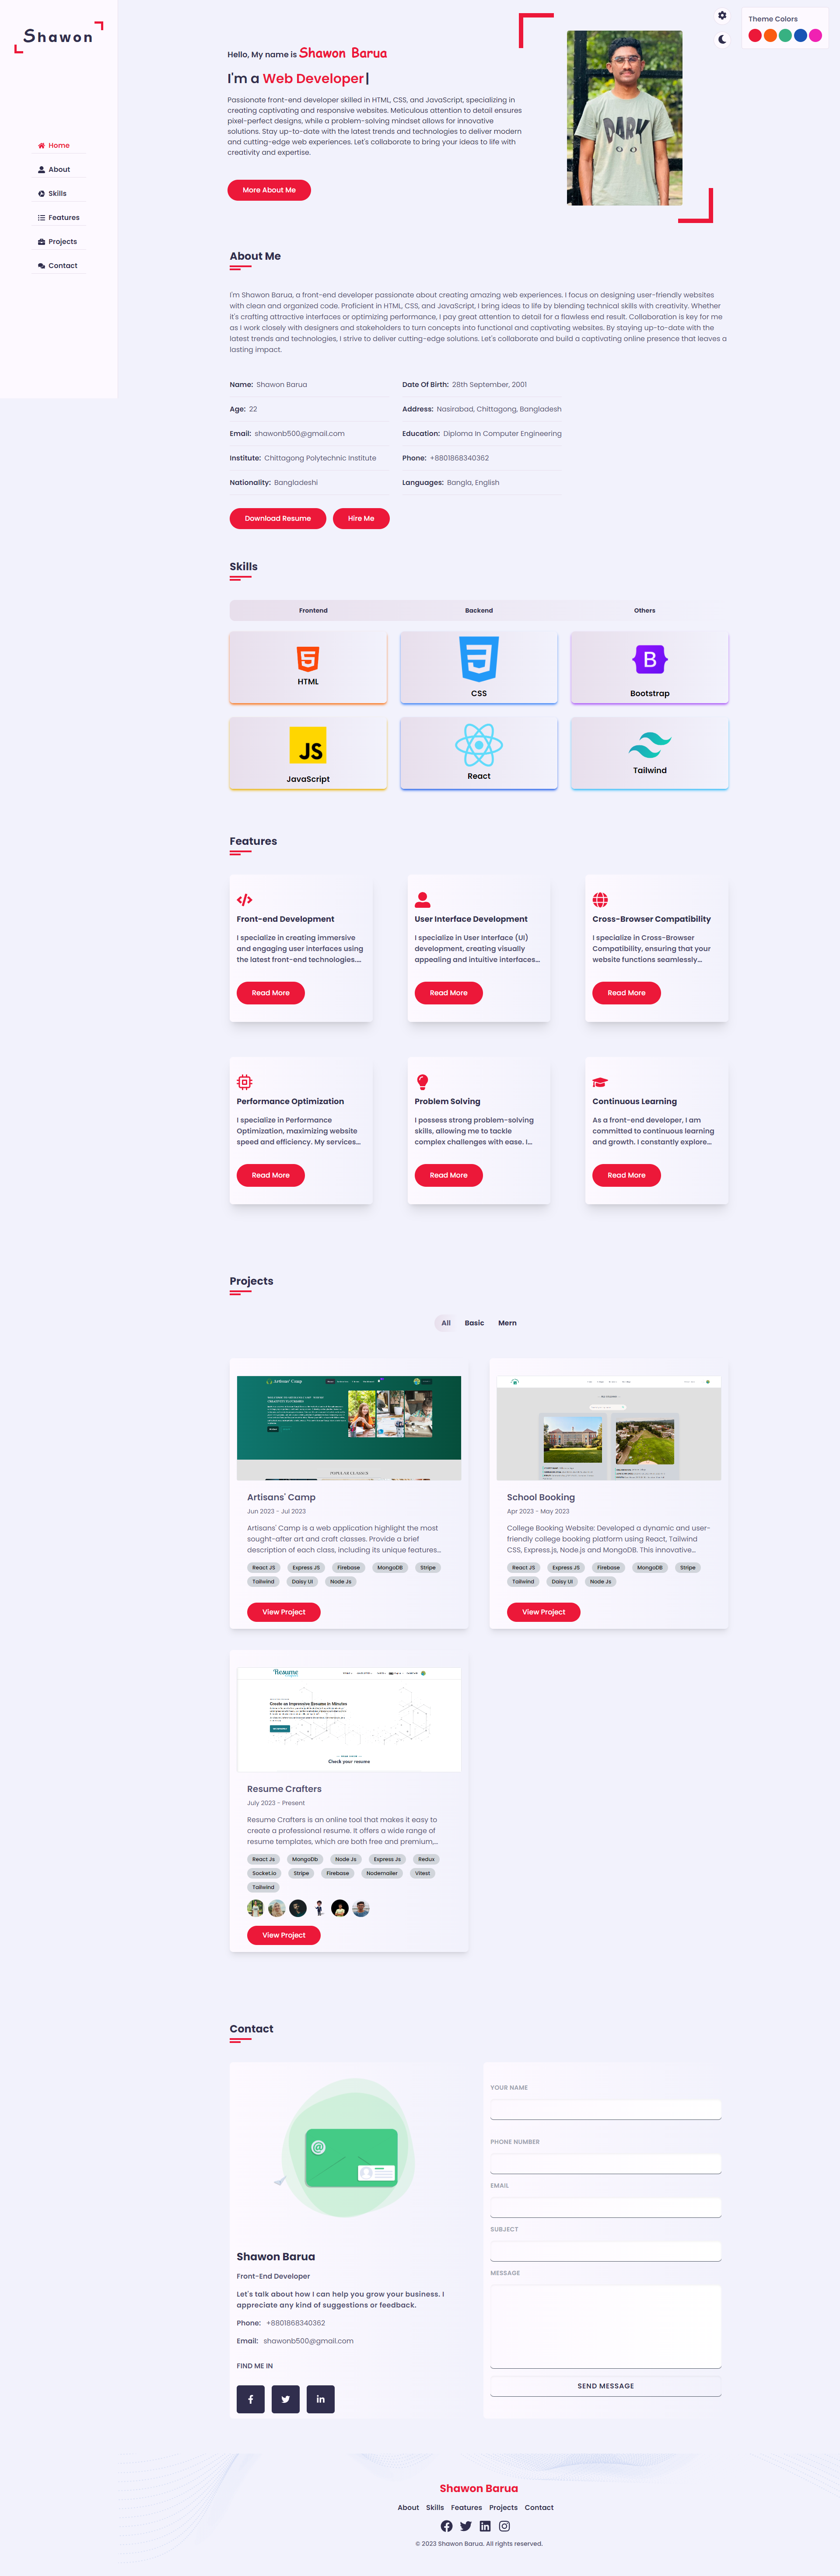 Shawon
Home
About
Skills
Features
Projects
Contact
Theme Colors
Hello, My name is Shawon Barua
I'm a Web Developer|
Passionate front-end developer skilled in HTML, CSS, and JavaScript, specializing in
creating captivating and responsive websites. Meticulous attention to detail ensures
pixel-perfect designs, while a problem-solving mindset allows for innovative
solutions. Stay up-to-date with the latest trends and technologies to deliver modern
and cutting-edge web experiences. Let's collaborate to bring your ideas to life with
creativity and expertise.
More About Me
DARK
About Me
I'm Shawon Barua, a front-end developer passionate about creating amazing web experiences. I focus on designing user-friendly websites
with clean and organized code. Proficient in HTML, CSS, and JavaScript, I bring ideas to life by blending technical skills with creativity. Whether
it's crafting attractive interfaces or optimizing performance, I pay great attention to detail for a flawless end result. Collaboration is key for me
as I work closely with designers and stakeholders to turn concepts into functional and captivating websites. By staying up-to-date with the
latest trends and technologies, I strive to deliver cutting-edge solutions. Let's collaborate and build a captivating online presence that leaves a
lasting impact.
Name: Shawon Barua
Date Of Birth: 28th September, 2001
Age: 22
Address: Nasirabad, Chittagong, Bangladesh
Email: shawonb500@gmail.com
Education: Diploma In Computer Engineering
Institute: Chittagong Polytechnic Institute
Phone: +8801868340362
Nationality: Bangladeshi
Languages: Bangla, English
Download Resume
Hire Me
Skills
Frontend
Backend
Others
HTML
CSS
B
Bootstrap
JS
JavaScript
React
Tailwind
Features
Front-end Development
I specialize in creating immersive
and engaging user interfaces using
the latest front-end technologies....
Read More
User Interface Development
I specialize in User Interface (UI)
development, creating visually
appealing and intuitive interfaces...
Read More
Cross-Browser Compatibility
I specialize in Cross-Browser
Compatibility, ensuring that your
website functions seamlessly...
Read More
Performance Optimization
I specialize in Performance
Optimization, maximizing website
speed and efficiency. My services...
Read More
Problem Solving
I possess strong problem-solving
skills, allowing me to tackle
complex challenges with ease. I...
Read More
Continuous Learning
As a front-end developer, I am
committed to continuous learning
and growth. I constantly explore...
Read More
Projects
All
Basic
Mern
Artisans' Camp
POPULAR CLASSES
Artisans' Camp
Jun 2023 - Jul 2023
Artisans' Camp is a web application highlight the most
sought-after art and craft classes. Provide a brief
description of each class, including its unique features...
React JS Express JS Firebase MongoDB Stripe
Tailwind Daisy UI Node Js
View Project
School Booking
Apr 2023 - May 2023
College Booking Website: Developed a dynamic and user-
friendly college booking platform using React, Tailwind
CSS, Express.js, Node.js and MongoDB. This innovative...
React JS Express JS Firebase MongoDB Stripe
Tailwind Daisy UI Node Js
View Project
Resume
Create an Impressive Resume in Minutes
Check your resume
Resume Crafters
July 2023 - Present
Resume Crafters is an online tool that makes it easy to
create a professional resume. It offers a wide range of
resume templates, which are both free and premium,...
React Js MongoDb Node Js Express Js Redux
Socket.io Stripe Firebase Nodemailer Vitest
Tailwind
View Project
Contact
@
Shawon Barua
Front-End Developer
Let's talk about how I can help you grow your business. I
appreciate any kind of suggestions or feedback.
Phone: +8801868340362
Email: shawonb500@gmail.com
FIND ME IN
YOUR NAME
PHONE NUMBER
EMAIL
SUBJECT
MESSAGE
SEND MESSAGE
Shawon Barua
About Skills Features Projects Contact
© 2023 Shawon Barua. All rights reserved.